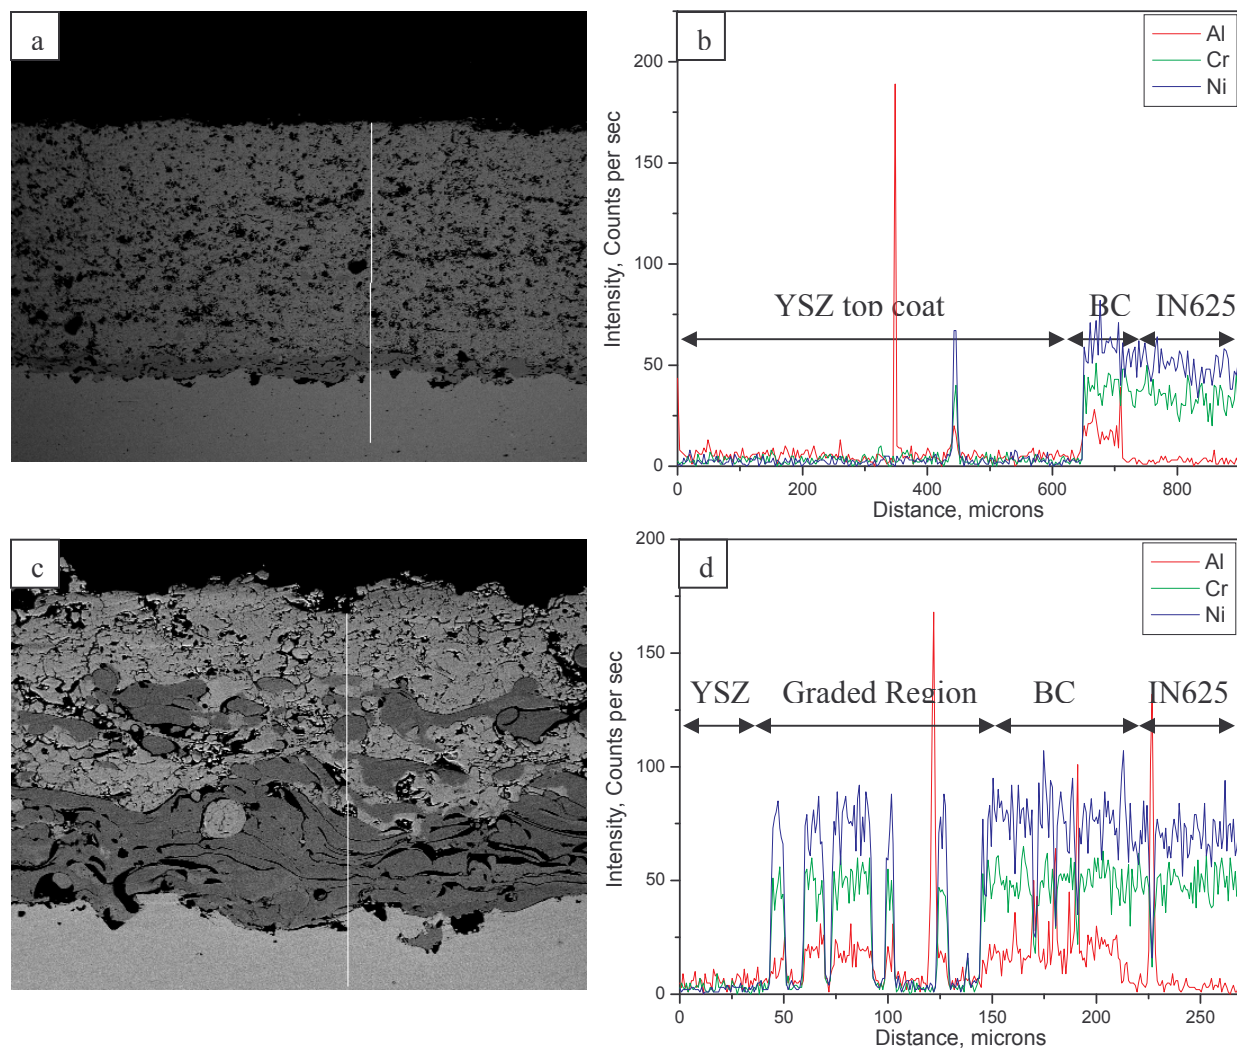 a
b
Al
Cr
Ni
200
150
100
50
0
Intensity, Counts per sec
YSZ top coat
BC
IN625
0
200
400
600
800
Distance, microns
c
d
Al
Cr
Ni
200
150
100
50
0
Intensity, Counts per sec
YSZ
Graded Region
BC
IN625
0
50
100
150
200
250
Distance, microns